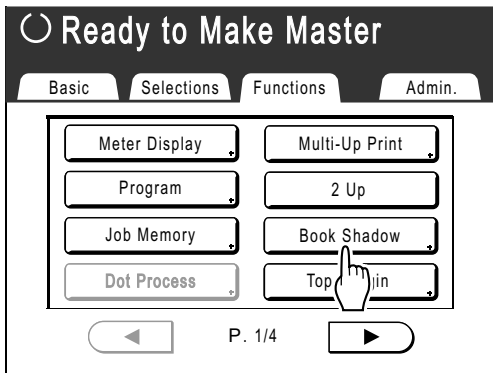 Ready to Make Master
Basic Selections Functions Admin.
Meter Display Multi-Up Print
Program 2 Up
Job Memory Book Shadow
Dot Process Top in
P. 1/4